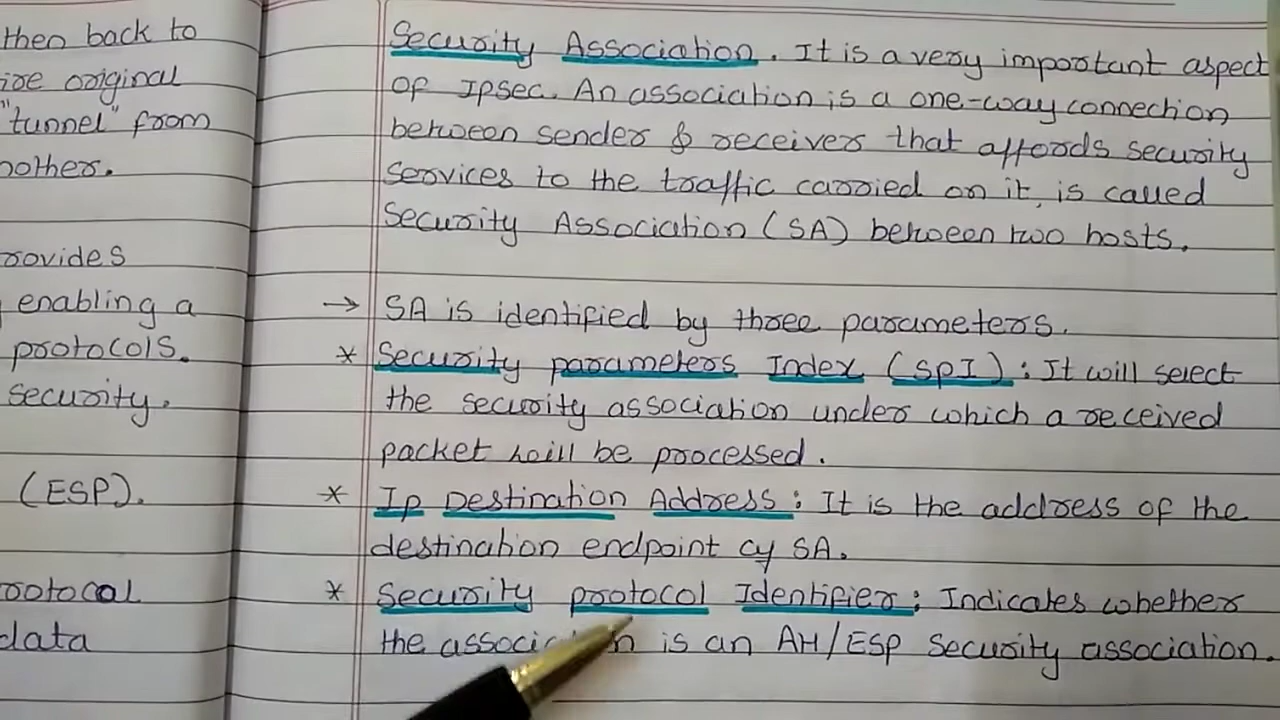 then back to
original
"tunnel" from
rovides
enabling a
protocols.
security.
(ESP).
data
Security Association. It is a very important aspect
of Ipsec. An association is a one-way connection
between sender & receivers that affords security
services to the traffic carried on it, is called
Security Association (SA) between two hosts.
→ SA is identified by three parameters.
* Security parameters Index (SPI): It will select
the security association under which a received
packet will be processed.
* Ip Destination Address: It is the address of the
destination endpoint of SA.
* Security protocol Identifier: Indicates whether
the is an AH/ESP Security association.